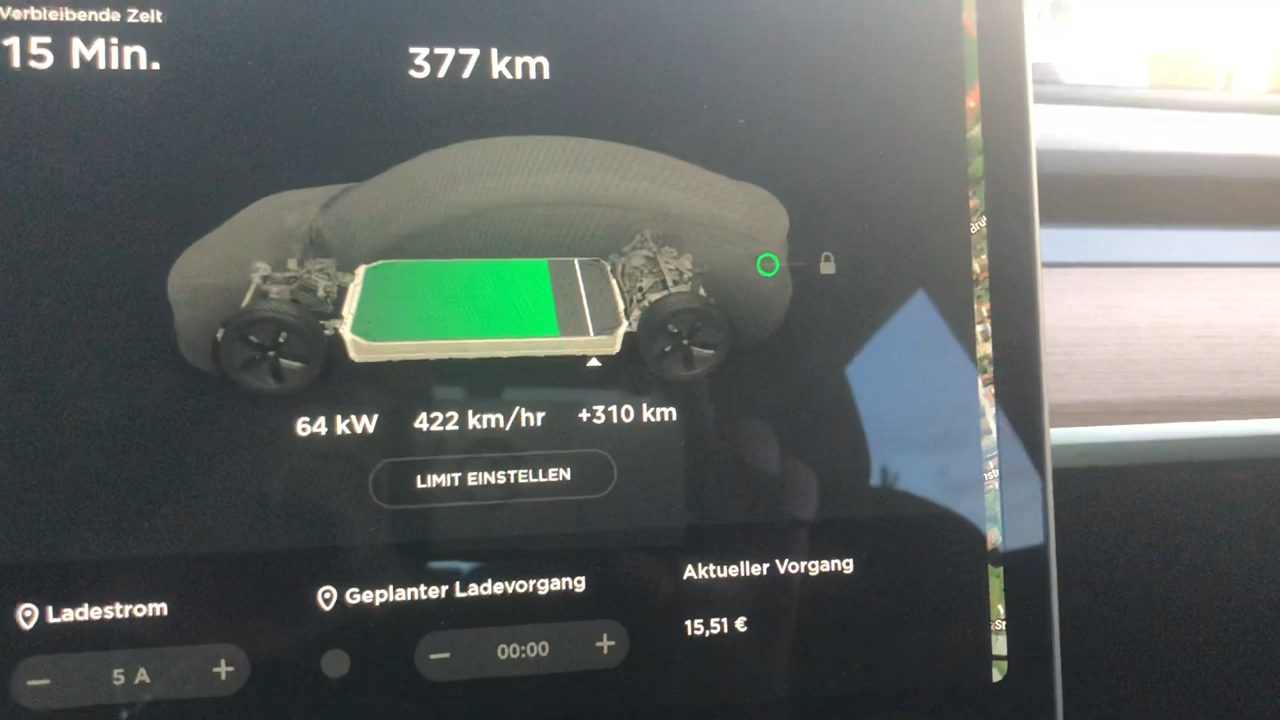 Verbleibende Zeit
15 Min.
377 km
64 kW 422 km/hr +310 km
LIMIT EINSTELLEN
Ladestrom
Geplanter Ladevorgang
Aktueller Vorgang
− 5 A +
− 00:00 +
15,51 €